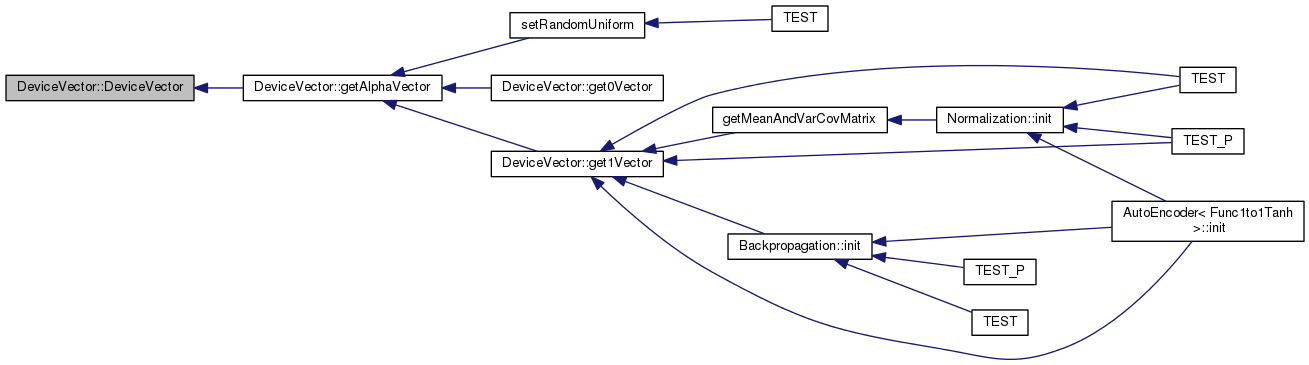 TEST
setRandomUniform
DeviceVector::DeviceVector
DeviceVector::getAlphaVector
DeviceVector::get0Vector
TEST
getMeanAndVarCovMatrix
Normalization::init
TEST_P
DeviceVector::get1Vector
AutoEncoder< Func1to1Tanh
>::init
Backpropagation::init
TEST_P
TEST